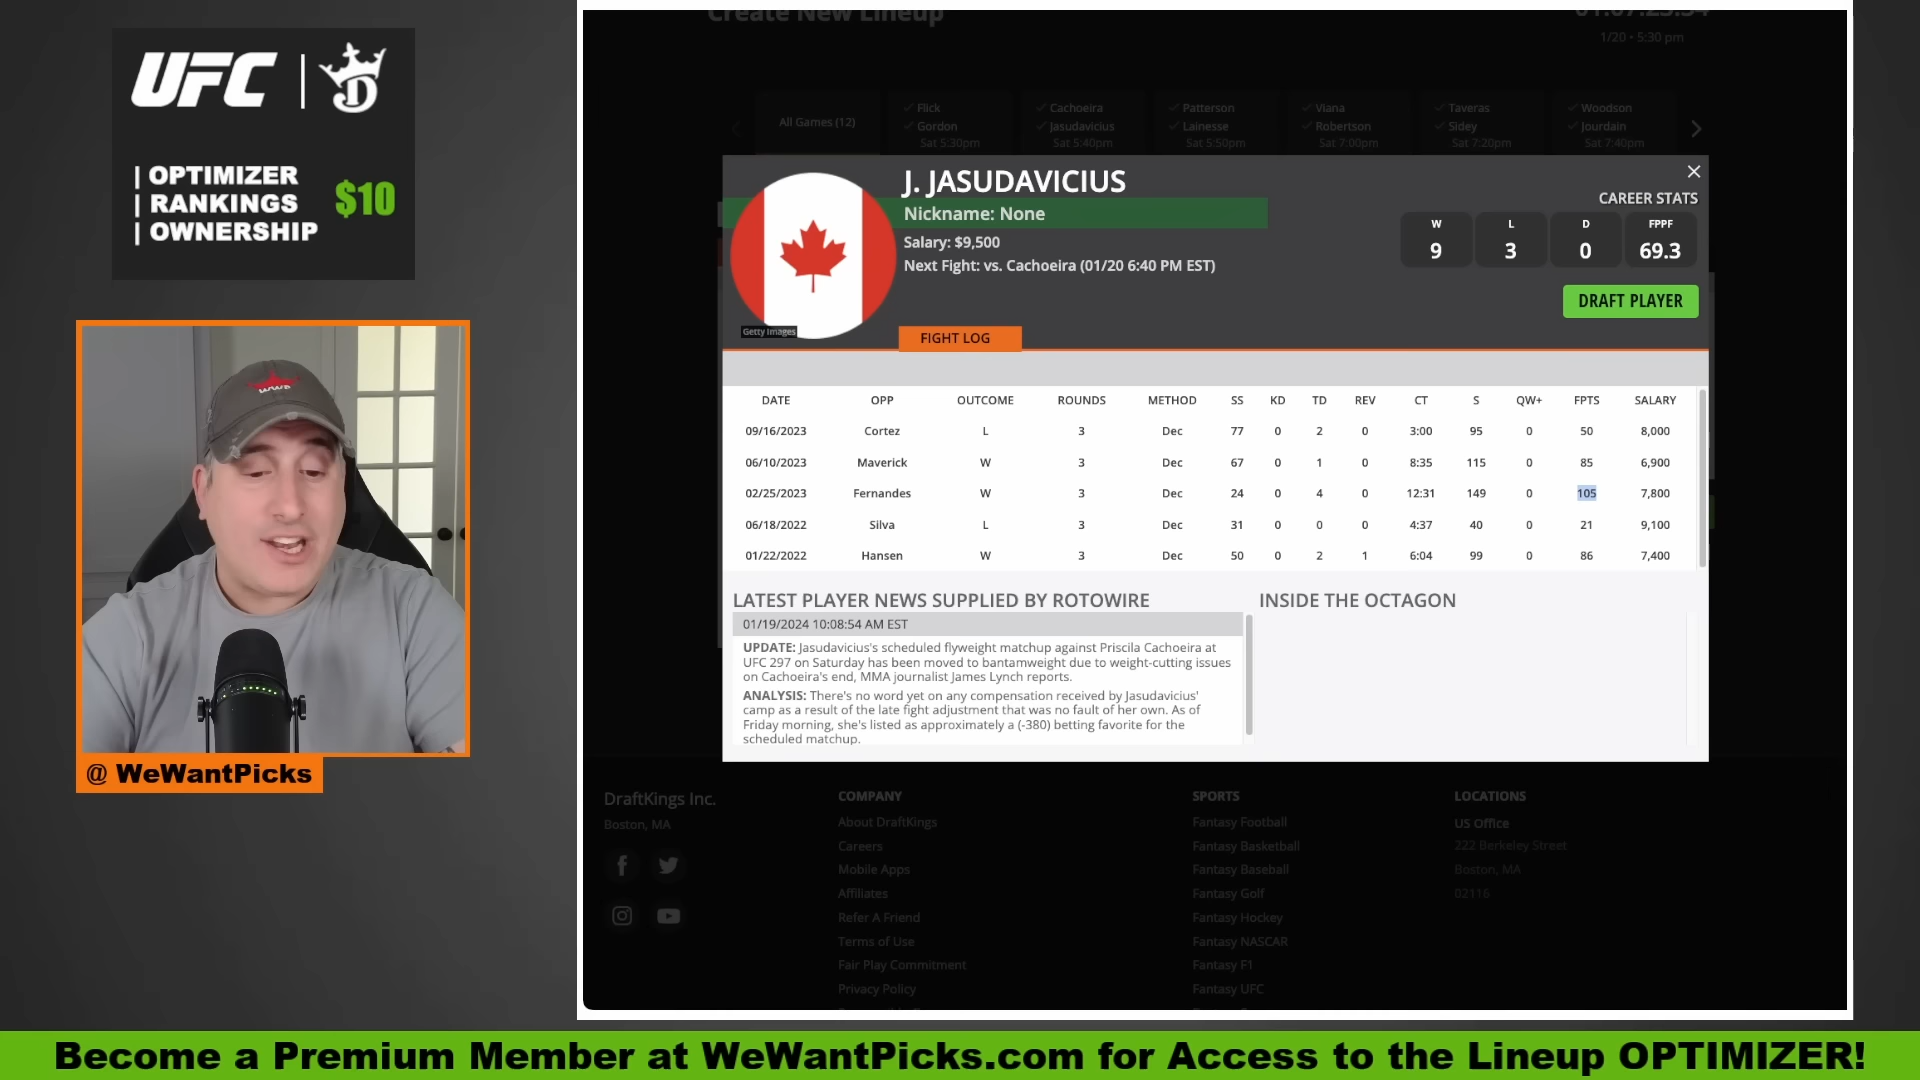 UFC
| OPTIMIZER
| RANKINGS
| OWNERSHIP
$10
@ WeWantPicks
Create New Lineup
1/20 • 5:30 pm
All Games (12)
Flick
Gordon
Sat 5:30pm
Cachoeira
Jasudavicius
Sat 5:40pm
Patterson
Lainesse
Sat 5:50pm
Viana
Robertson
Sat 7:00pm
Taveras
Sidey
Sat 7:20pm
Woodson
Jourdain
Sat 7:40pm
J. JASUDAVICIUS
Nickname: None
Salary: $9,500
Next Fight: vs. Cachoeira (01/20 6:40 PM EST)
Getty Images
CAREER STATS
W L D FPPF
9 3 0 69.3
DRAFT PLAYER
FIGHT LOG
DATE OPP OUTCOME ROUNDS METHOD SS KD TD REV CT S QW+ FPTS SALARY
09/16/2023 Cortez L 3 Dec 77 0 2 0 3:00 95 0 50 8,000
06/10/2023 Maverick W 3 Dec 67 0 1 0 8:35 115 0 85 6,900
02/25/2023 Fernandes W 3 Dec 24 0 4 0 12:31 149 0 105 7,800
06/18/2022 Silva L 3 Dec 31 0 0 0 4:37 40 0 21 9,100
01/22/2022 Hansen W 3 Dec 50 0 2 1 6:04 99 0 86 7,400
LATEST PLAYER NEWS SUPPLIED BY ROTOWIRE
01/19/2024 10:08:54 AM EST
UPDATE: Jasudavicius's scheduled flyweight matchup against Priscila Cachoeira at
UFC 297 on Saturday has been moved to bantamweight due to weight-cutting issues
on Cachoeira's end, MMA journalist James Lynch reports.
ANALYSIS: There's no word yet on any compensation received by Jasudavicius'
camp as a result of the late fight adjustment that was no fault of her own. As of
Friday morning, she's listed as approximately a (-380) betting favorite for the
scheduled matchup.
INSIDE THE OCTAGON
DraftKings Inc.
Boston, MA
COMPANY
About DraftKings
Careers
Mobile Apps
Affiliates
Refer A Friend
Terms of Use
Fair Play Commitment
Privacy Policy
SPORTS
Fantasy Football
Fantasy Basketball
Fantasy Baseball
Fantasy Golf
Fantasy Hockey
Fantasy NASCAR
Fantasy F1
Fantasy UFC
LOCATIONS
US Office
222 Berkeley Street
Boston, MA
02116
Become a Premium Member at WeWantPicks.com for Access to the Lineup OPTIMIZER!